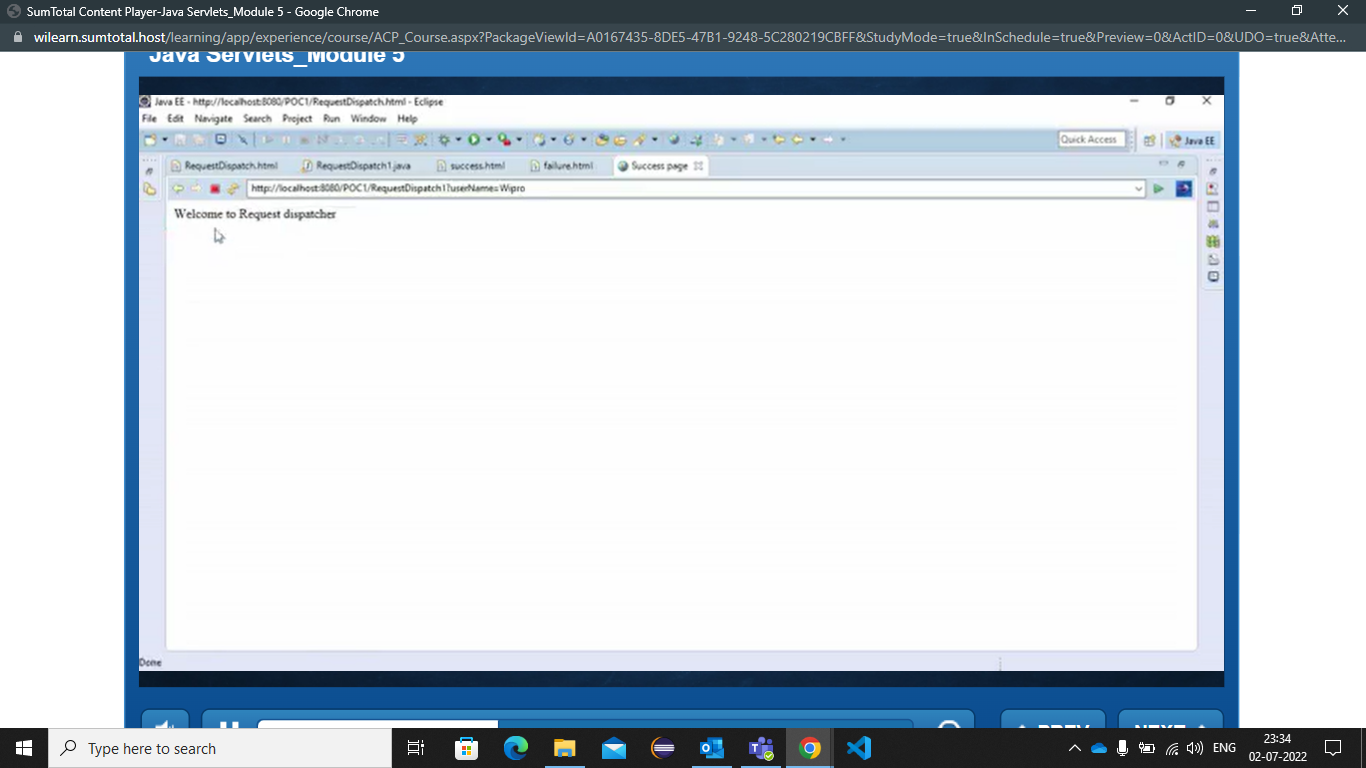 SumTotal Content Player-Java Servlets_Module 5 - Google Chrome
wilearn.sumtotal.host/learning/app/experience/course/ACP_Course.aspx?PackageViewId=A0167435-8DE5-47B1-9248-5C280219CBFF&StudyMode=true&InSchedule=true&Preview=0&ActID=0&UDO=true&Atte...
Java Servlets_Module 5
Java EE - http://localhost:8080/POC1/RequestDispatch.html - Eclipse
File Edit Navigate Search Project Run Window Help
Quick Access Java EE
RequestDispatch.html RequestDispatch1.java success.html failure.html Success page
http://localhost:8080/POC1/RequestDispatch1?userName=Wipro
Welcome to Request dispatcher
Done
PREV NEXT
Type here to search
ENG
23:34
02-07-2022